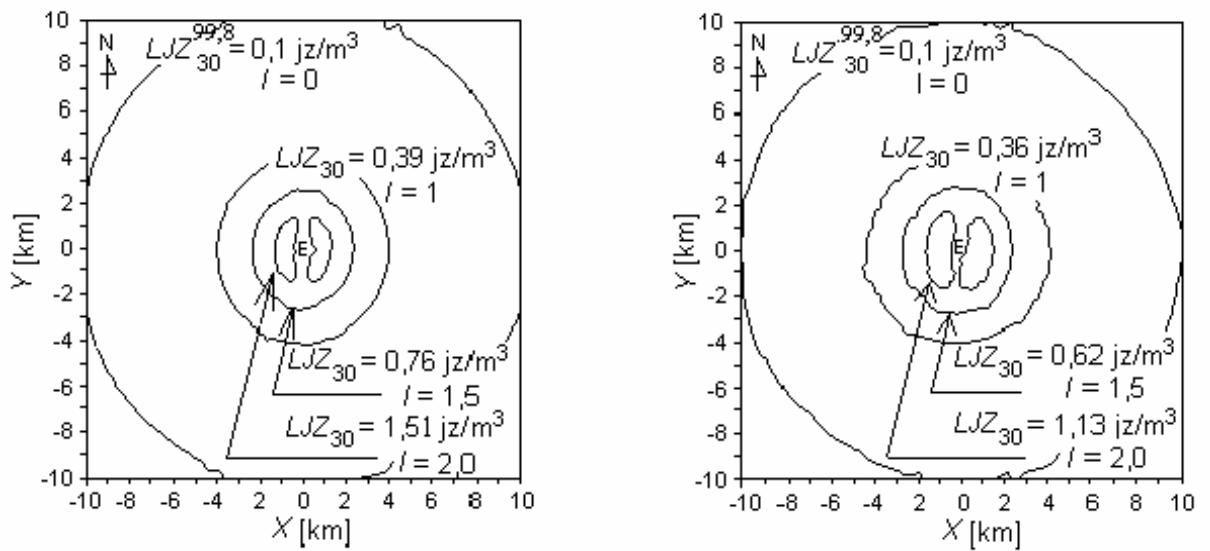 N
LJZ₃₀^99,8 = 0,1 jz/m³
l = 0
LJZ₃₀ = 0,39 jz/m³
l = 1
E
LJZ₃₀ = 0,76 jz/m³
l = 1,5
LJZ₃₀ = 1,51 jz/m³
l = 2,0
10
8
6
4
2
0
-2
-4
-6
-8
-10
Y [km]
-10 -8 -6 -4 -2 0 2 4 6 8 10
X [km]
N
LJZ₃₀^99,8 = 0,1 jz/m³
l = 0
LJZ₃₀ = 0,36 jz/m³
l = 1
E
LJZ₃₀ = 0,62 jz/m³
l = 1,5
LJZ₃₀ = 1,13 jz/m³
l = 2,0
10
8
6
4
2
0
-2
-4
-6
-8
-10
Y [km]
-10 -8 -6 -4 -2 0 2 4 6 8 10
X [km]